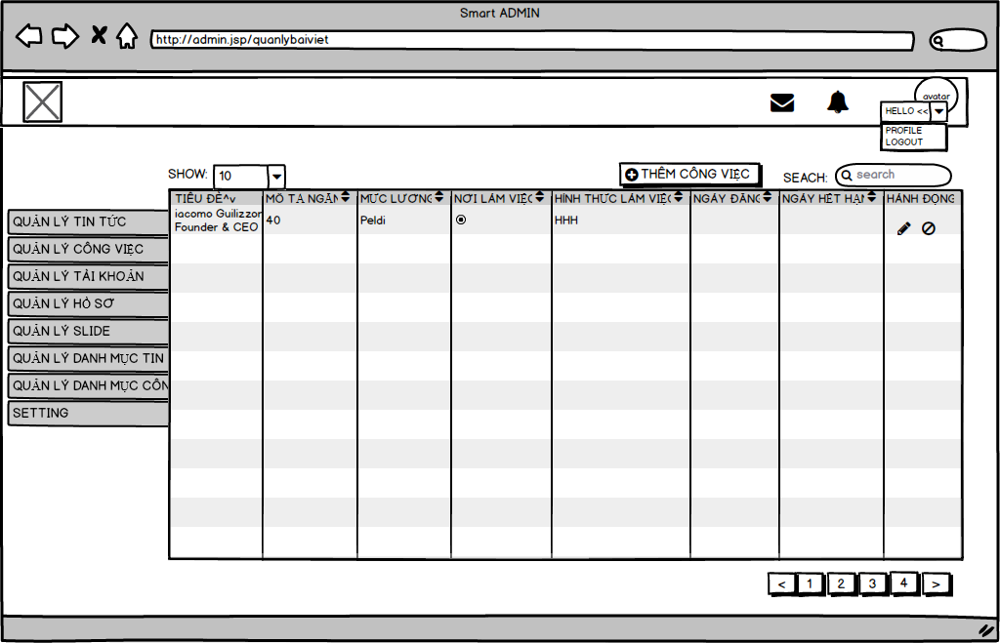 Smart ADMIN
http://admin.jsp/quanlybaiviet
avatar
HELLO <<
PROFILE
LOGOUT
SHOW: 10
THÊM CÔNG VIỆC
SEACH: search
TIÊU ĐỀ^v MÔ TẢ NGẮN MỨC LƯƠNG NƠI LÀM VIỆC HÌNH THỨC LÀM VIỆC NGÀY ĐĂNG NGÀY HẾT HẠN HÀNH ĐỘNG
iacomo Guilizzon
Founder & CEO
40 Peldi HHH
QUẢN LÝ TIN TỨC
QUẢN LÝ CÔNG VIỆC
QUẢN LÝ TÀI KHOẢN
QUẢN LÝ HỒ SƠ
QUẢN LÝ SLIDE
QUẢN LÝ DANH MỤC TIN
QUẢN LÝ DANH MỤC CÔN
SETTING
< 1 2 3 4 >